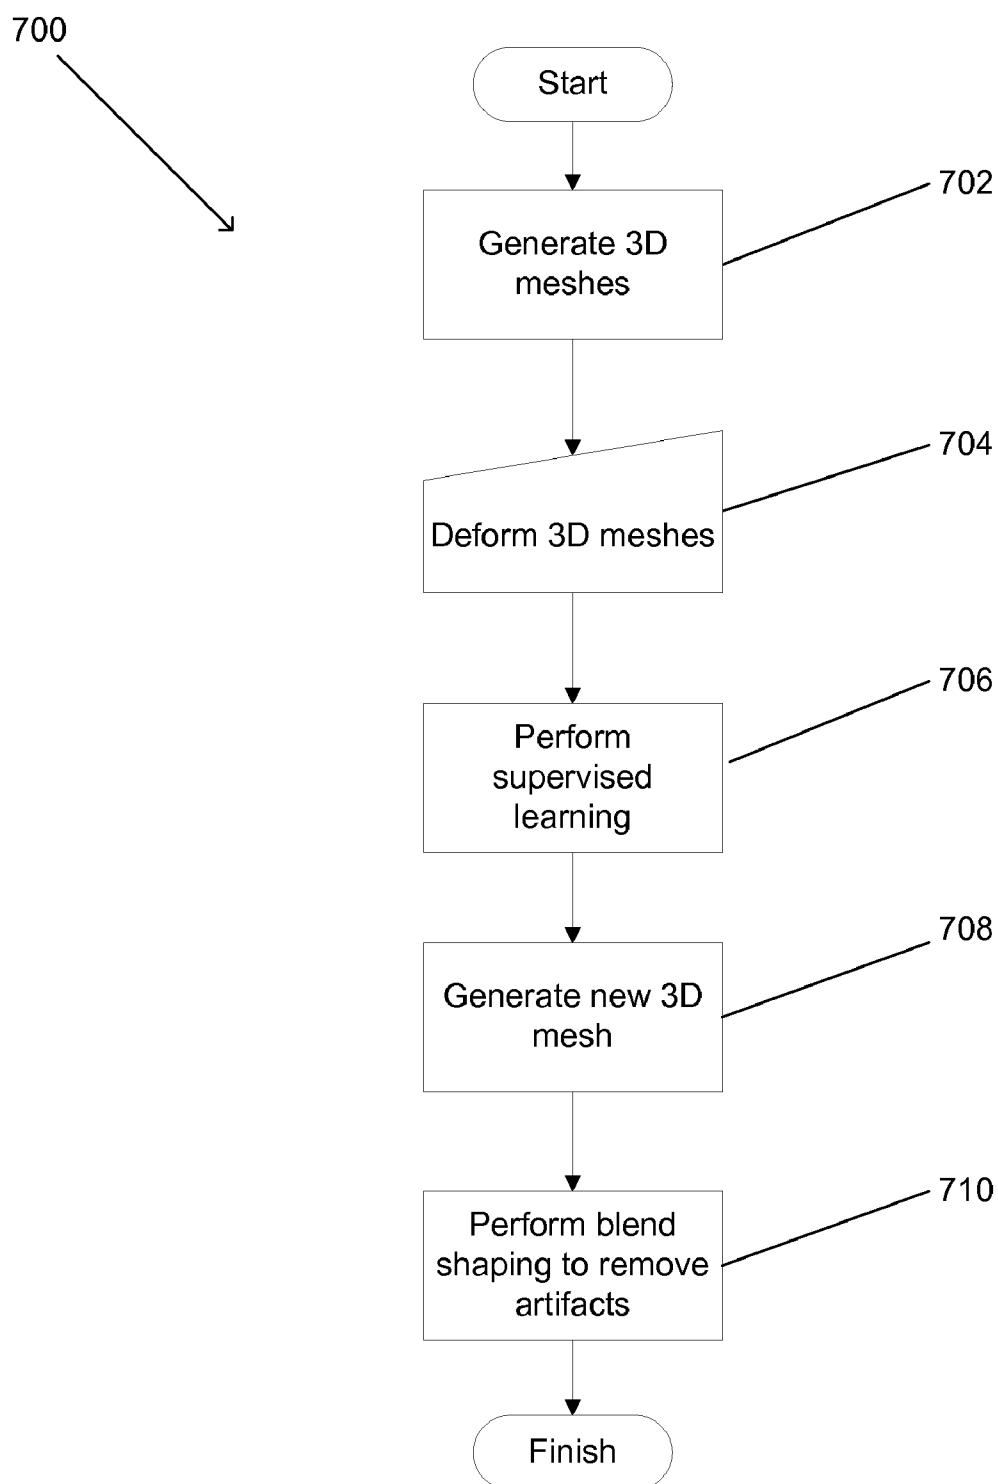 700
Start
702
Generate 3D
meshes
704
Deform 3D meshes
706
Perform
supervised
learning
708
Generate new 3D
mesh
710
Perform blend
shaping to remove
artifacts
Finish